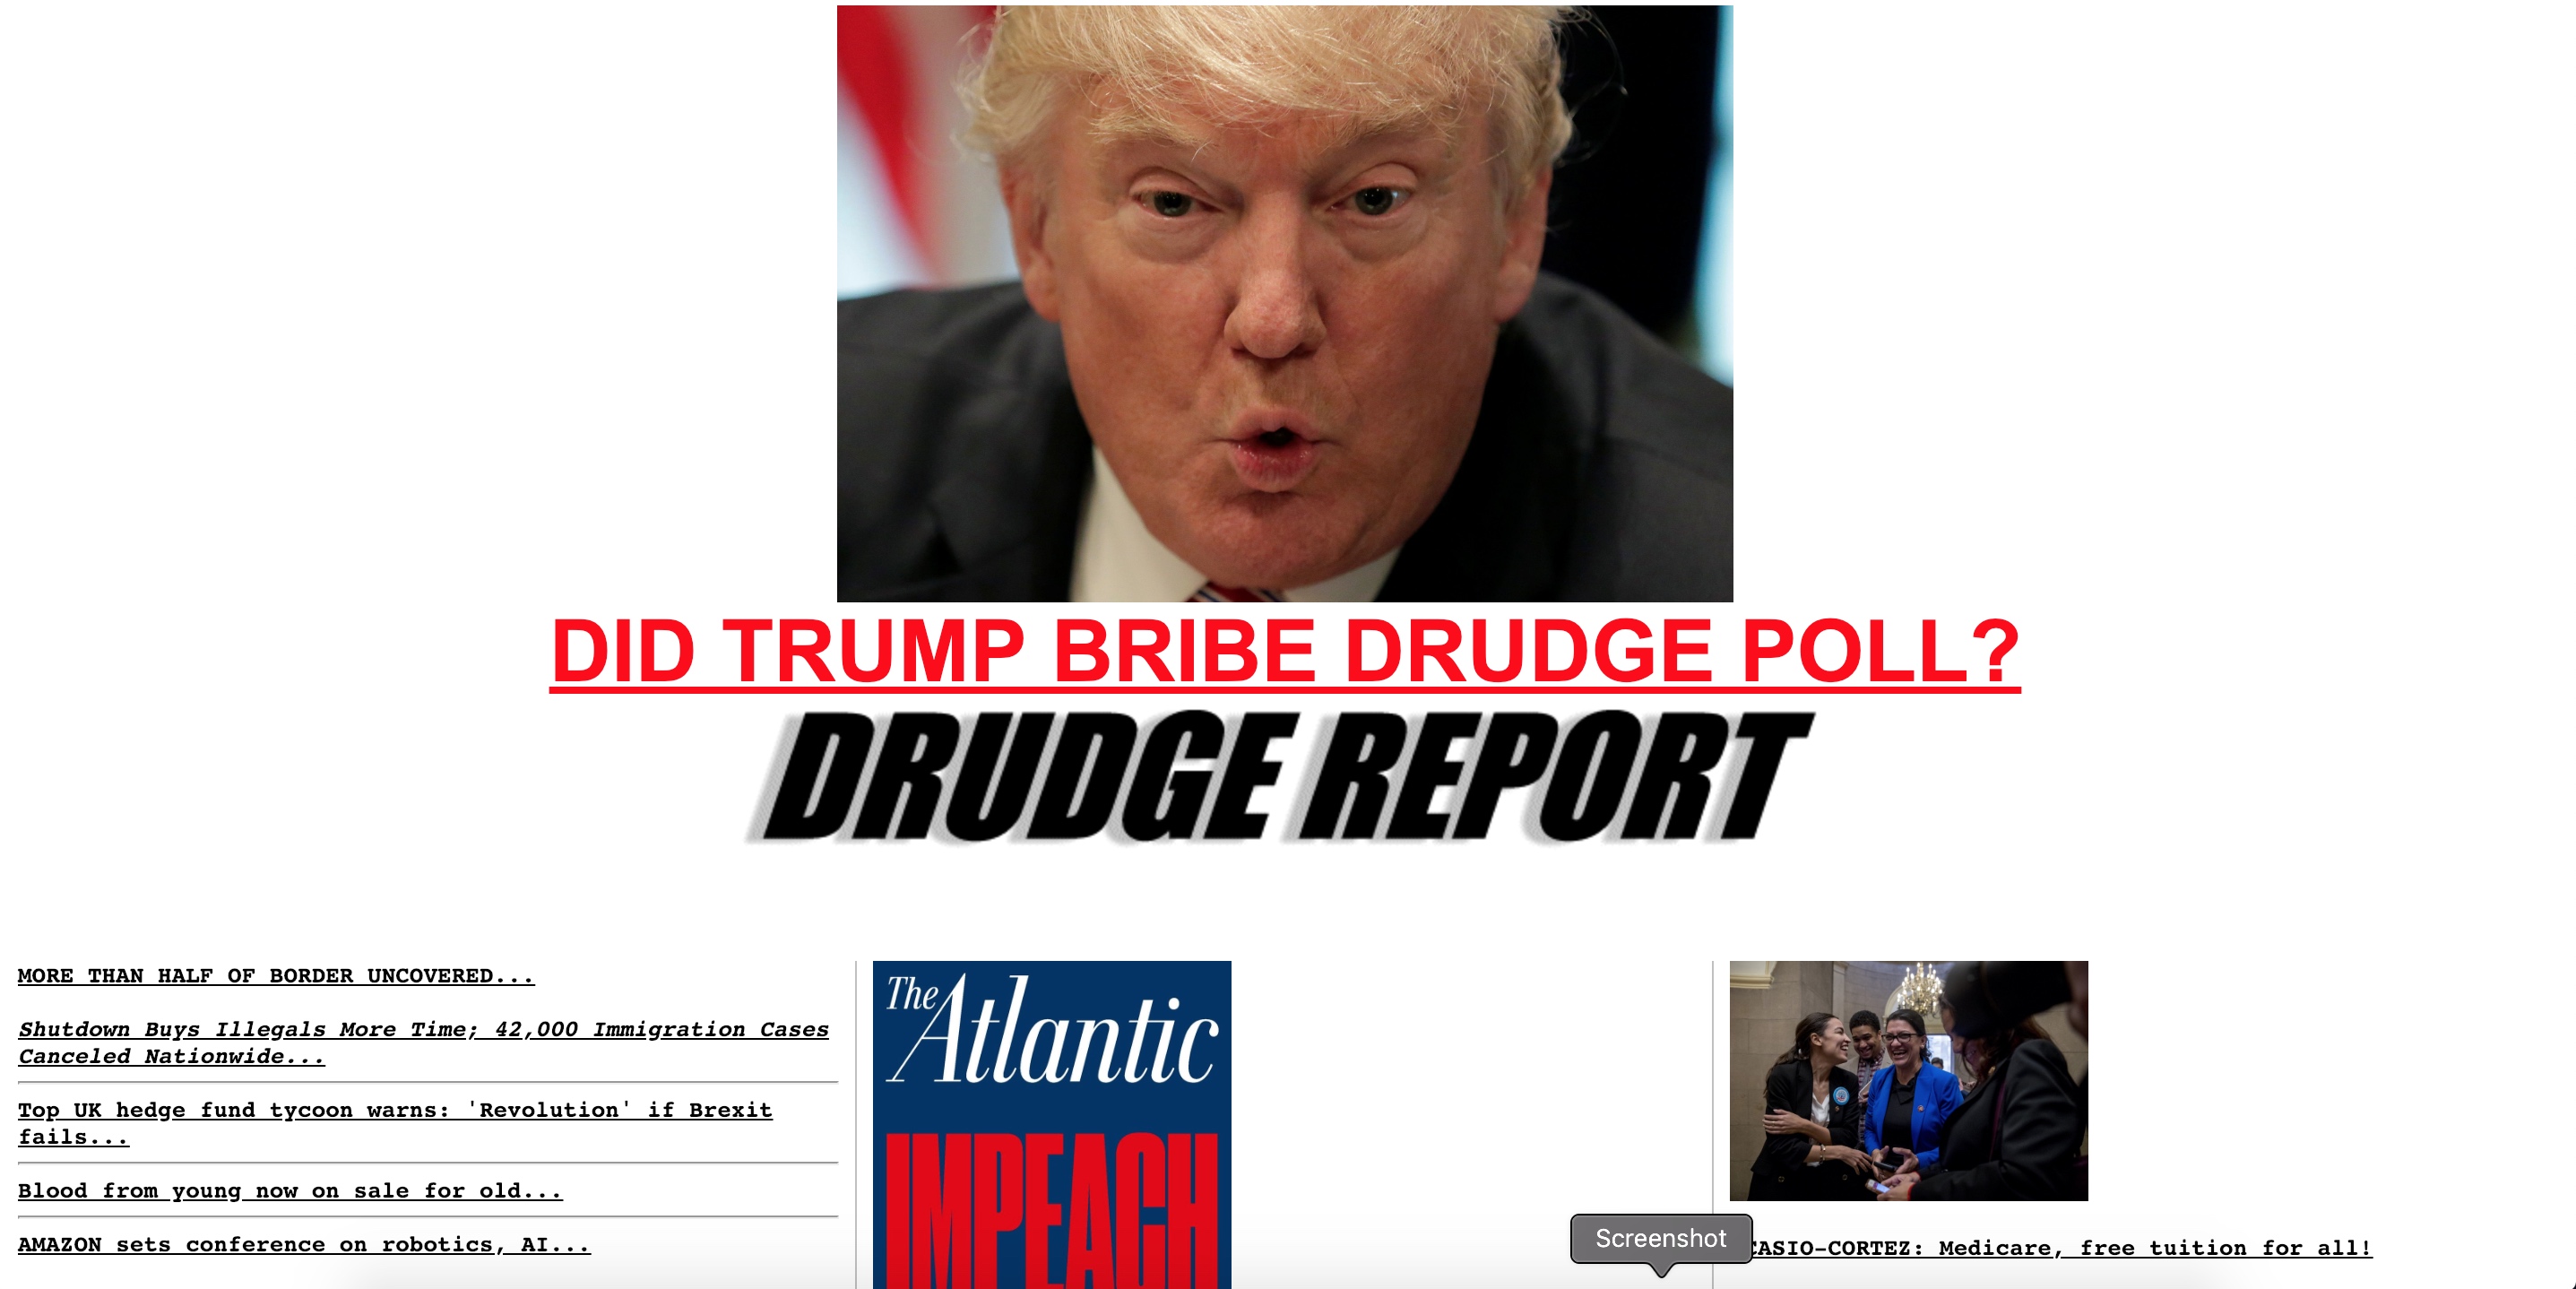 DID TRUMP BRIBE DRUDGE POLL?
DRUDGE REPORT
MORE THAN HALF OF BORDER UNCOVERED...
Shutdown Buys Illegals More Time; 42,000 Immigration Cases
Canceled Nationwide...
Top UK hedge fund tycoon warns: 'Revolution' if Brexit
fails...
Blood from young now on sale for old...
AMAZON sets conference on robotics, AI...
The Atlantic
IMPEACH
Screenshot
CASIO-CORTEZ: Medicare, free tuition for all!